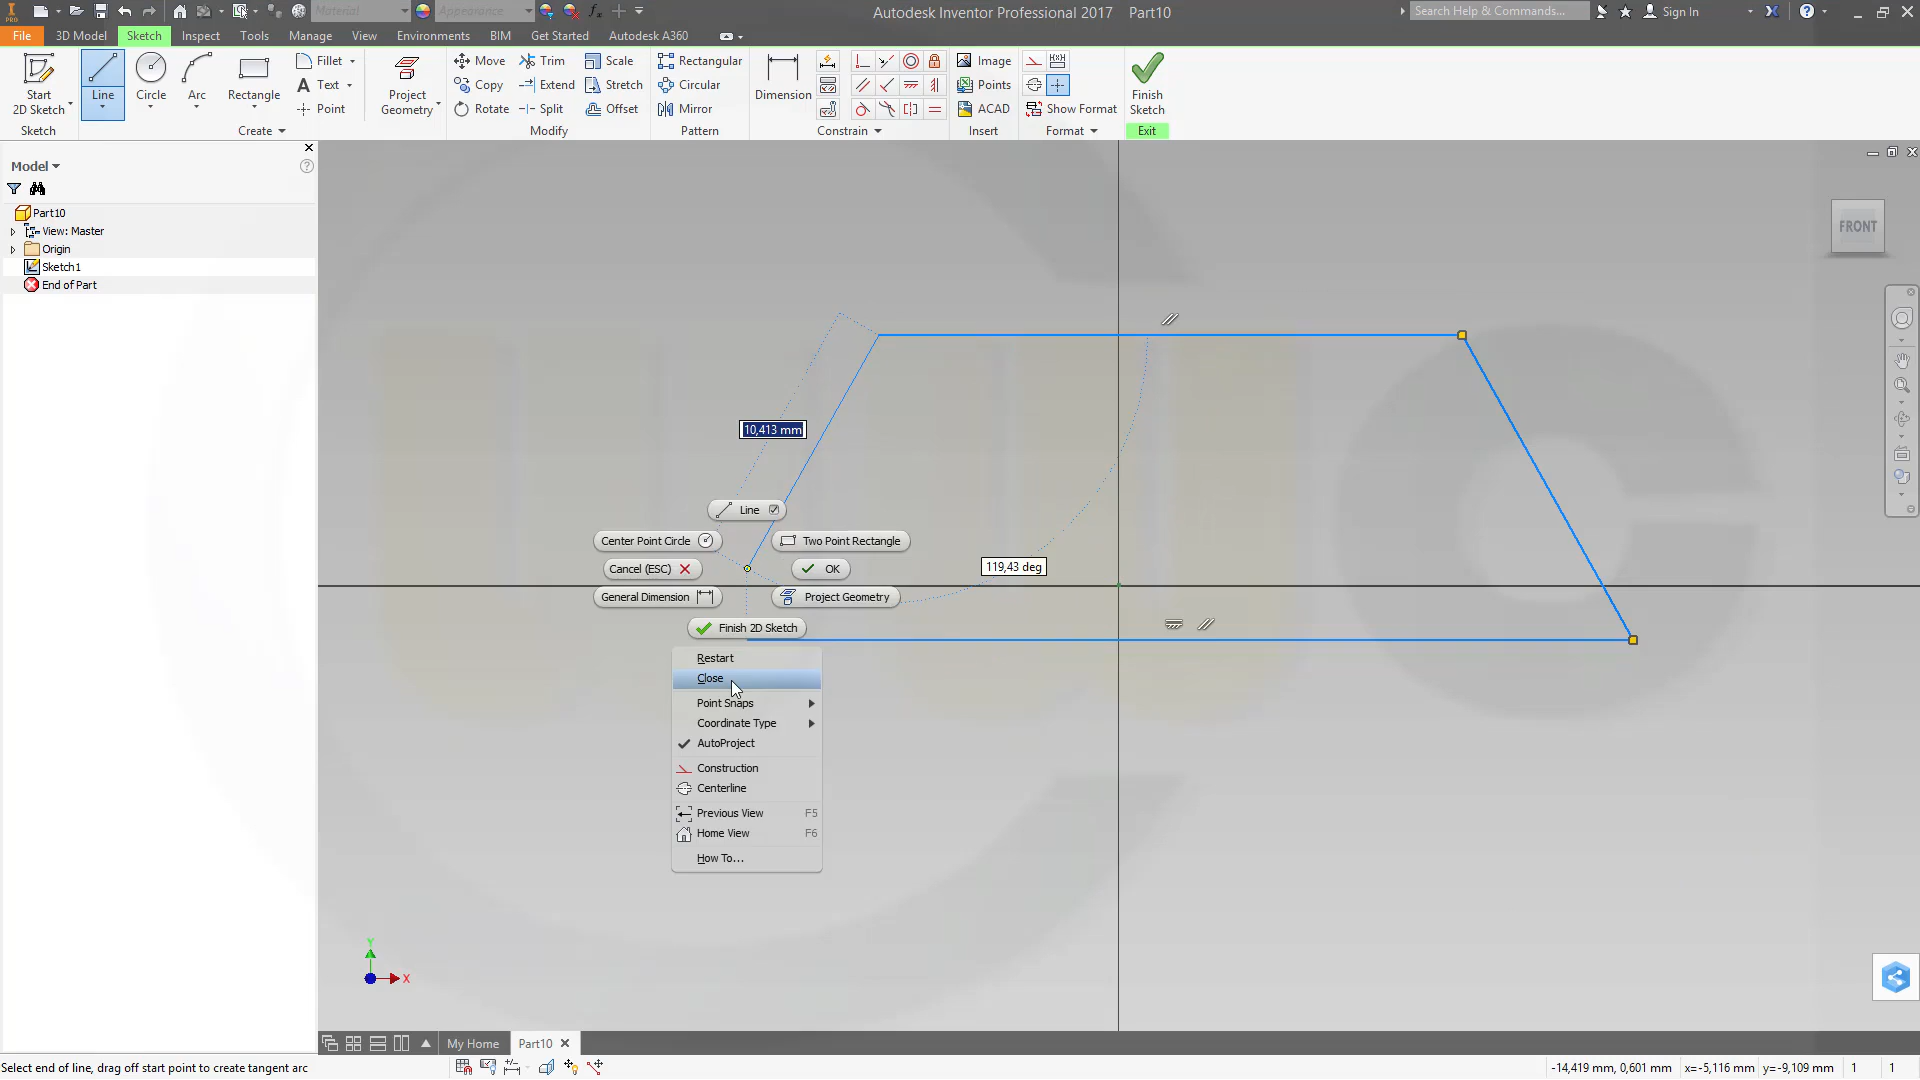 Material
Appearance
Autodesk Inventor Professional 2017 Part10
Search Help & Commands...
Sign In
PRO
File
3D Model
Sketch
Inspect
Tools
Manage
View
Environments
BIM
Get Started
Autodesk A360
Start
2D Sketch
Line
Circle
Arc
Rectangle
Fillet
Text
Point
Project
Geometry
Move
Copy
Rotate
Trim
Extend
Split
Scale
Stretch
Offset
Rectangular
Circular
Mirror
Dimension
Image
Points
ACAD
Show Format
Finish
Sketch
Sketch
Create
Modify
Pattern
Constrain
Insert
Format
Exit
Model
Part10
View: Master
Origin
Sketch1
End of Part
FRONT
10,413 mm
119,43 deg
Line
Center Point Circle
Two Point Rectangle
Cancel (ESC)
OK
General Dimension
Project Geometry
Finish 2D Sketch
Restart
Close
Point Snaps
Coordinate Type
AutoProject
Construction
Centerline
Previous View F5
Home View F6
How To...
Y
X
My Home
Part10
Select end of line, drag off start point to create tangent arc
-14,419 mm, 0,601 mm
x=-5,116 mm
y=-9,109 mm
1
1